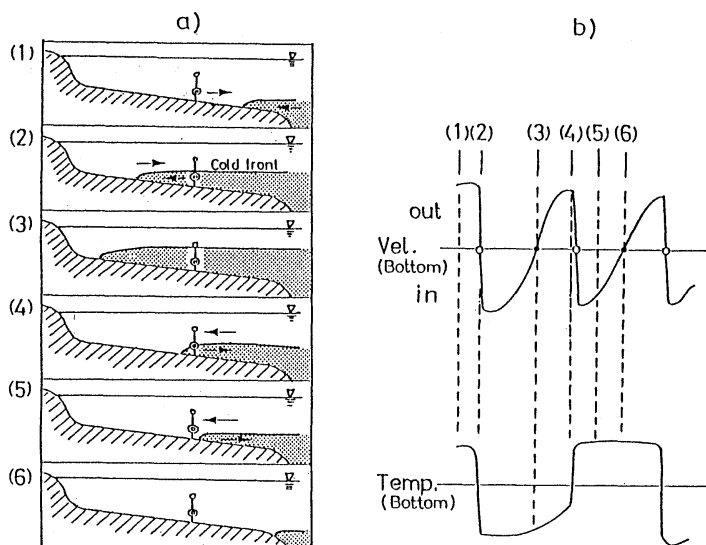 a)
(1)
(2)
Cold front
(3)
(4)
(5)
(6)
b)
(1)(2) (3) (4) (5) (6)
out
Vel.
(Bottom)
in
Temp.
(Bottom)